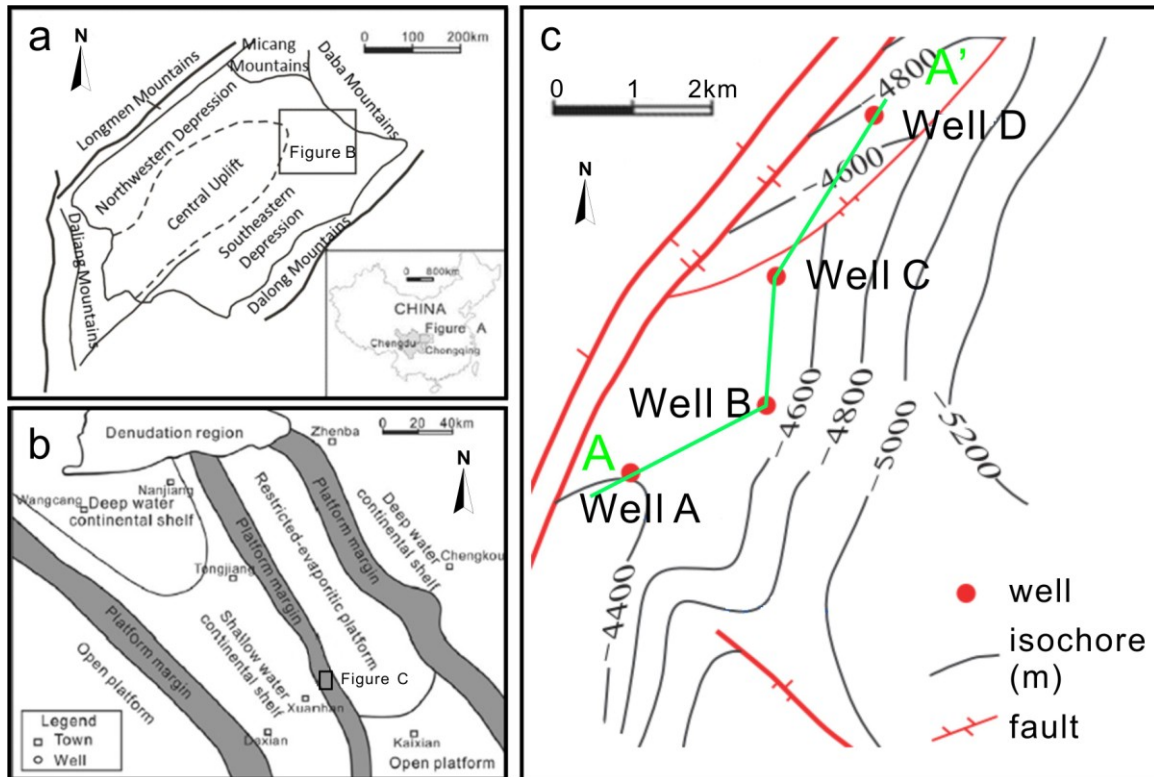 a
N
0 100 200km
Micang
Mountains
Daba Mountains
Longmen Mountains
Northwestern Depression
Figure B
Central Uplift
Southeastern
Depression
Daliang Mountains
Dalong Mountains
0 800km
CHINA
Figure A
Chengdu
Chongqing
b
Denudation region
Zhenba
0 20 40km
N
Wangcang
Nanjiang
Deep water
continental shelf
Platform margin
Restricted-evaporitic platform
Platform margin
Deep water
continental shelf
Chengkou
Tongjiang
Platform margin
Shallow water
continental shelf
Figure C
Open platform
Xuanhan
Legend
Town
Well
Daxian
Kaixian
Open platform
c
0 1 2km
N
-4800
A'
Well D
-4600
Well C
Well B
A
Well A
-4600
-4800
-5000
-5200
-4400
well
isochore
(m)
fault